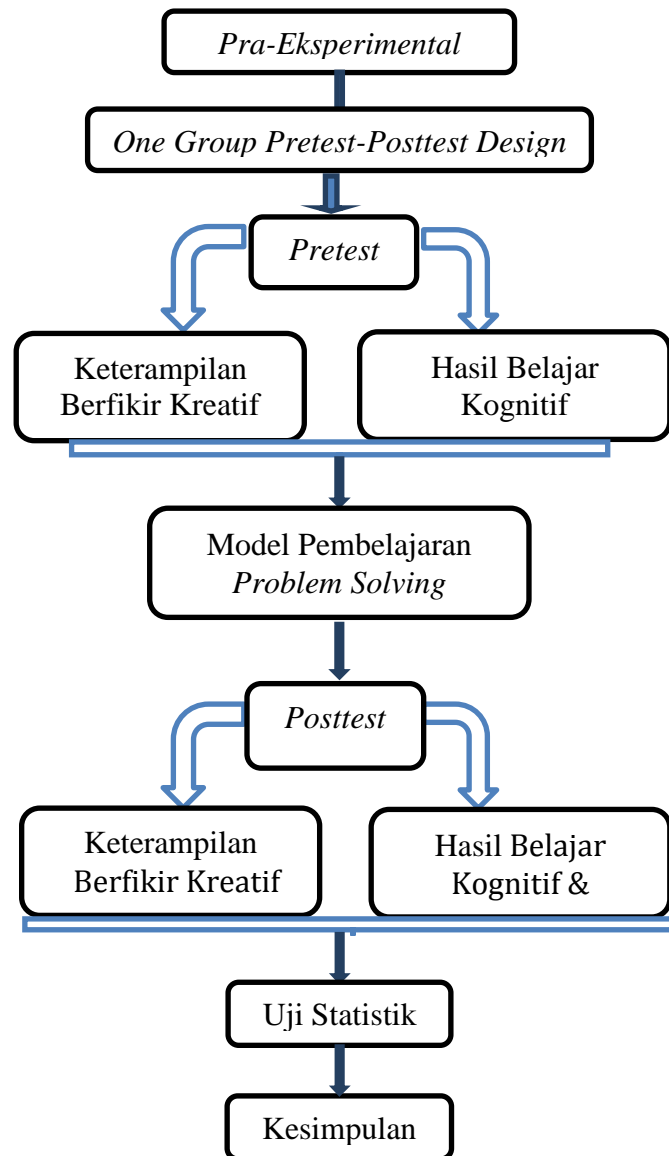 Pra-Eksperimental
One Group Pretest-Posttest Design
Pretest
Keterampilan
Berfikir Kreatif
Hasil Belajar
Kognitif
Model Pembelajaran
Problem Solving
Posttest
Keterampilan
Berfikir Kreatif
Hasil Belajar
Kognitif &
Uji Statistik
Kesimpulan